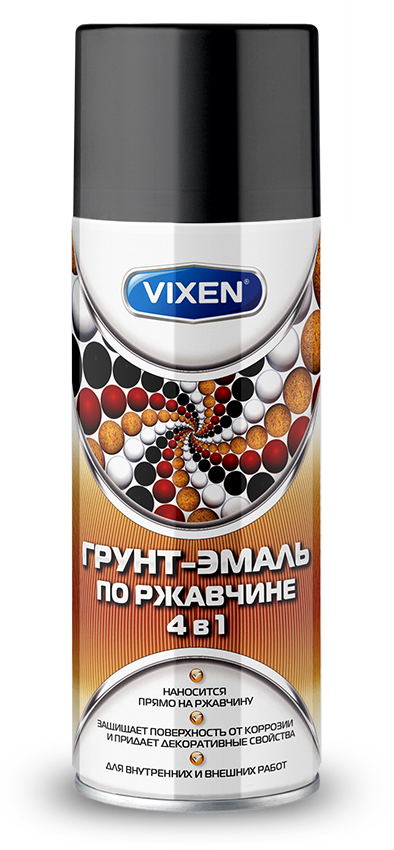 VIXEN®
ГРУНТ-ЭМАЛЬ
ПО РЖАВЧИНЕ
4 в 1
НАНОСИТСЯ
ПРЯМО НА РЖАВЧИНУ
ЗАЩИЩАЕТ ПОВЕРХНОСТЬ ОТ КОРРОЗИИ
И ПРИДАЕТ ДЕКОРАТИВНЫЕ СВОЙСТВА
ДЛЯ ВНУТРЕННИХ И ВНЕШНИХ РАБОТ